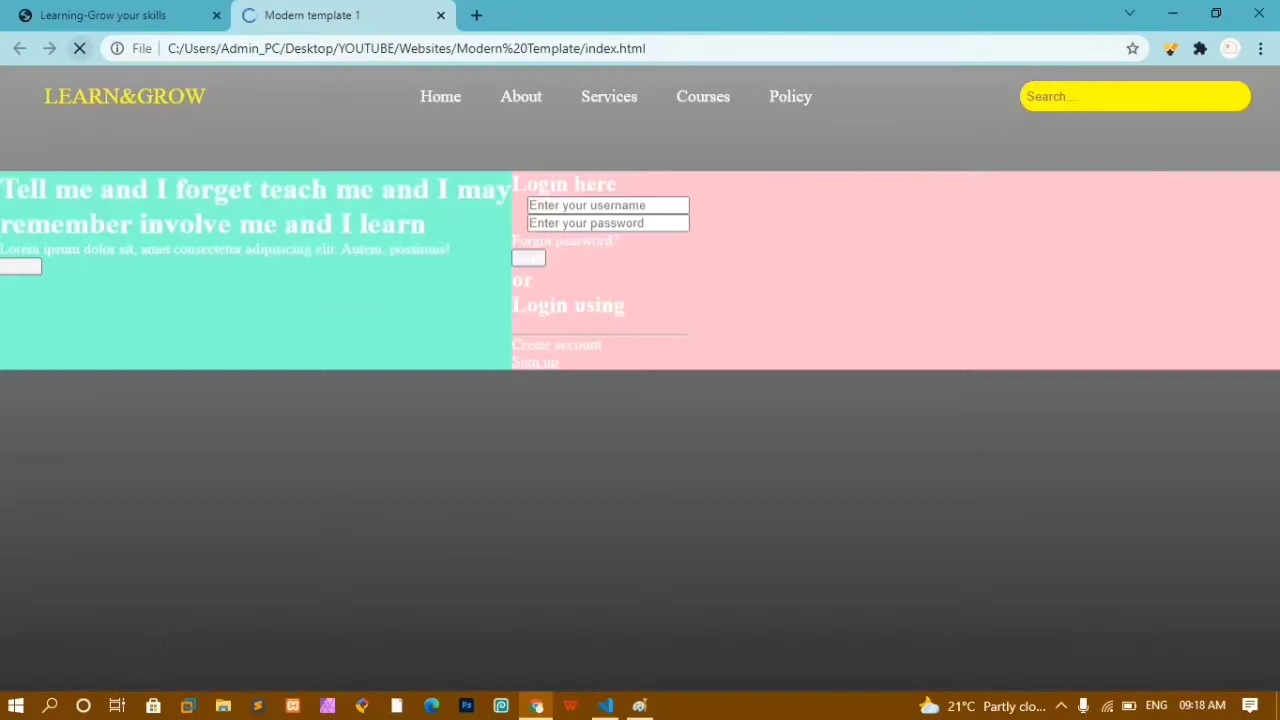 Learning-Grow your skills
Modern template 1
File
C:/Users/Admin_PC/Desktop/YOUTUBE/Websites/Modern%20Template/index.html
LEARN&GROW
Home About Services Courses Policy
Search...
Tell me and I forget teach me and I may
remember involve me and I learn
Lorem ipsum dolor sit, amet consectetur adipisicing elit. Autem, possimus!
Login here
Enter your username
Enter your password
Forgot password?
or
Login using
Create account
Sign up
21°C Partly clo...
ENG
09:18 AM